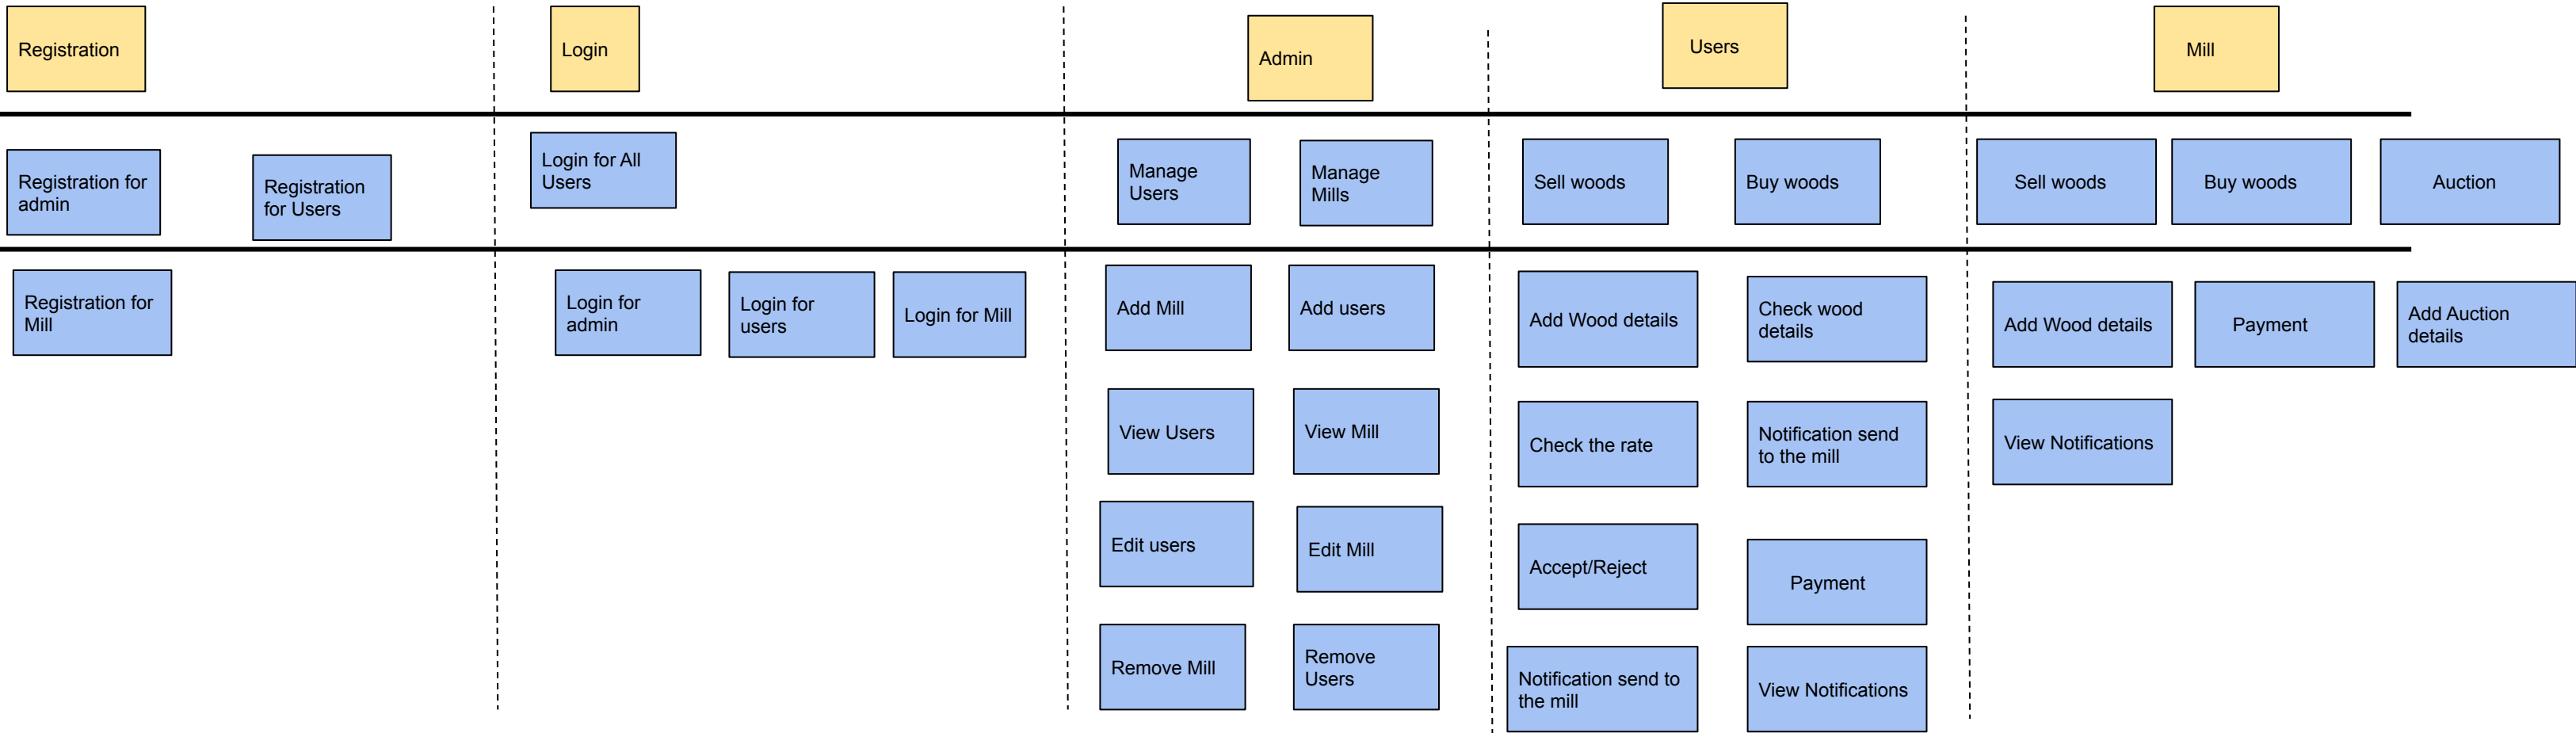 Registration
Login
Admin
Users
Mill
Registration for
admin
Registration
for Users
Login for All
Users
Manage
Users
Manage
Mills
Sell woods
Buy woods
Sell woods
Buy woods
Auction
Registration for
Mill
Login for
admin
Login for
users
Login for Mill
Add Mill
Add users
Add Wood details
Check wood
details
Add Wood details
Payment
Add Auction
details
View Users
View Mill
Check the rate
Notification send
to the mill
View Notifications
Edit users
Edit Mill
Accept/Reject
Payment
Remove Mill
Remove
Users
Notification send to
the mill
View Notifications